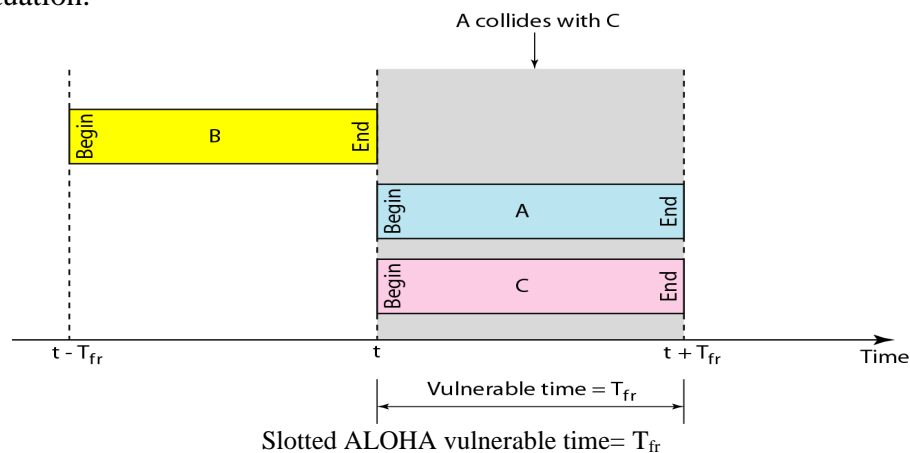 A collides with C
Begin
B
End
Begin
A
End
Begin
C
End
t - Tfr
t
t + Tfr
Time
Vulnerable time = Tfr
Slotted ALOHA vulnerable time= Tfr